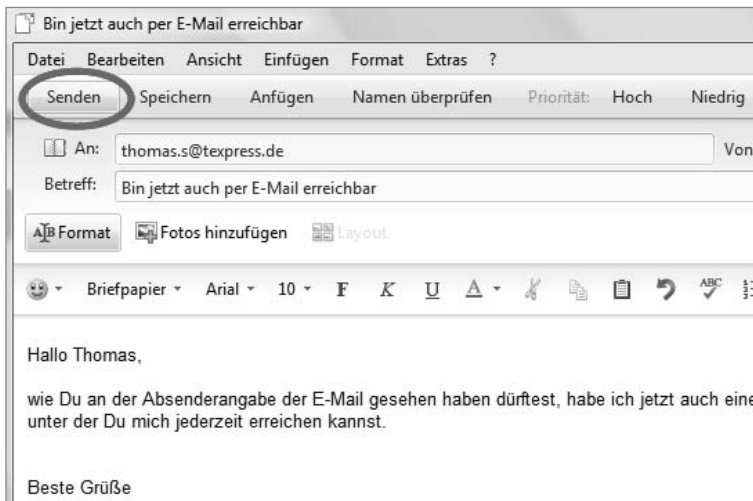 Bin jetzt auch per E-Mail erreichbar
Datei Bearbeiten Ansicht Einfügen Format Extras ?
Senden Speichern Anfügen Namen überprüfen Priorität: Hoch Niedrig
An: thomas.s@texpress.de Von
Betreff: Bin jetzt auch per E-Mail erreichbar
Format Fotos hinzufügen Layout
Briefpapier Arial 10 F K U A ABC
Hallo Thomas,
wie Du an der Absenderangabe der E-Mail gesehen haben dürftest, habe ich jetzt auch eine
unter der Du mich jederzeit erreichen kannst.
Beste Grüße